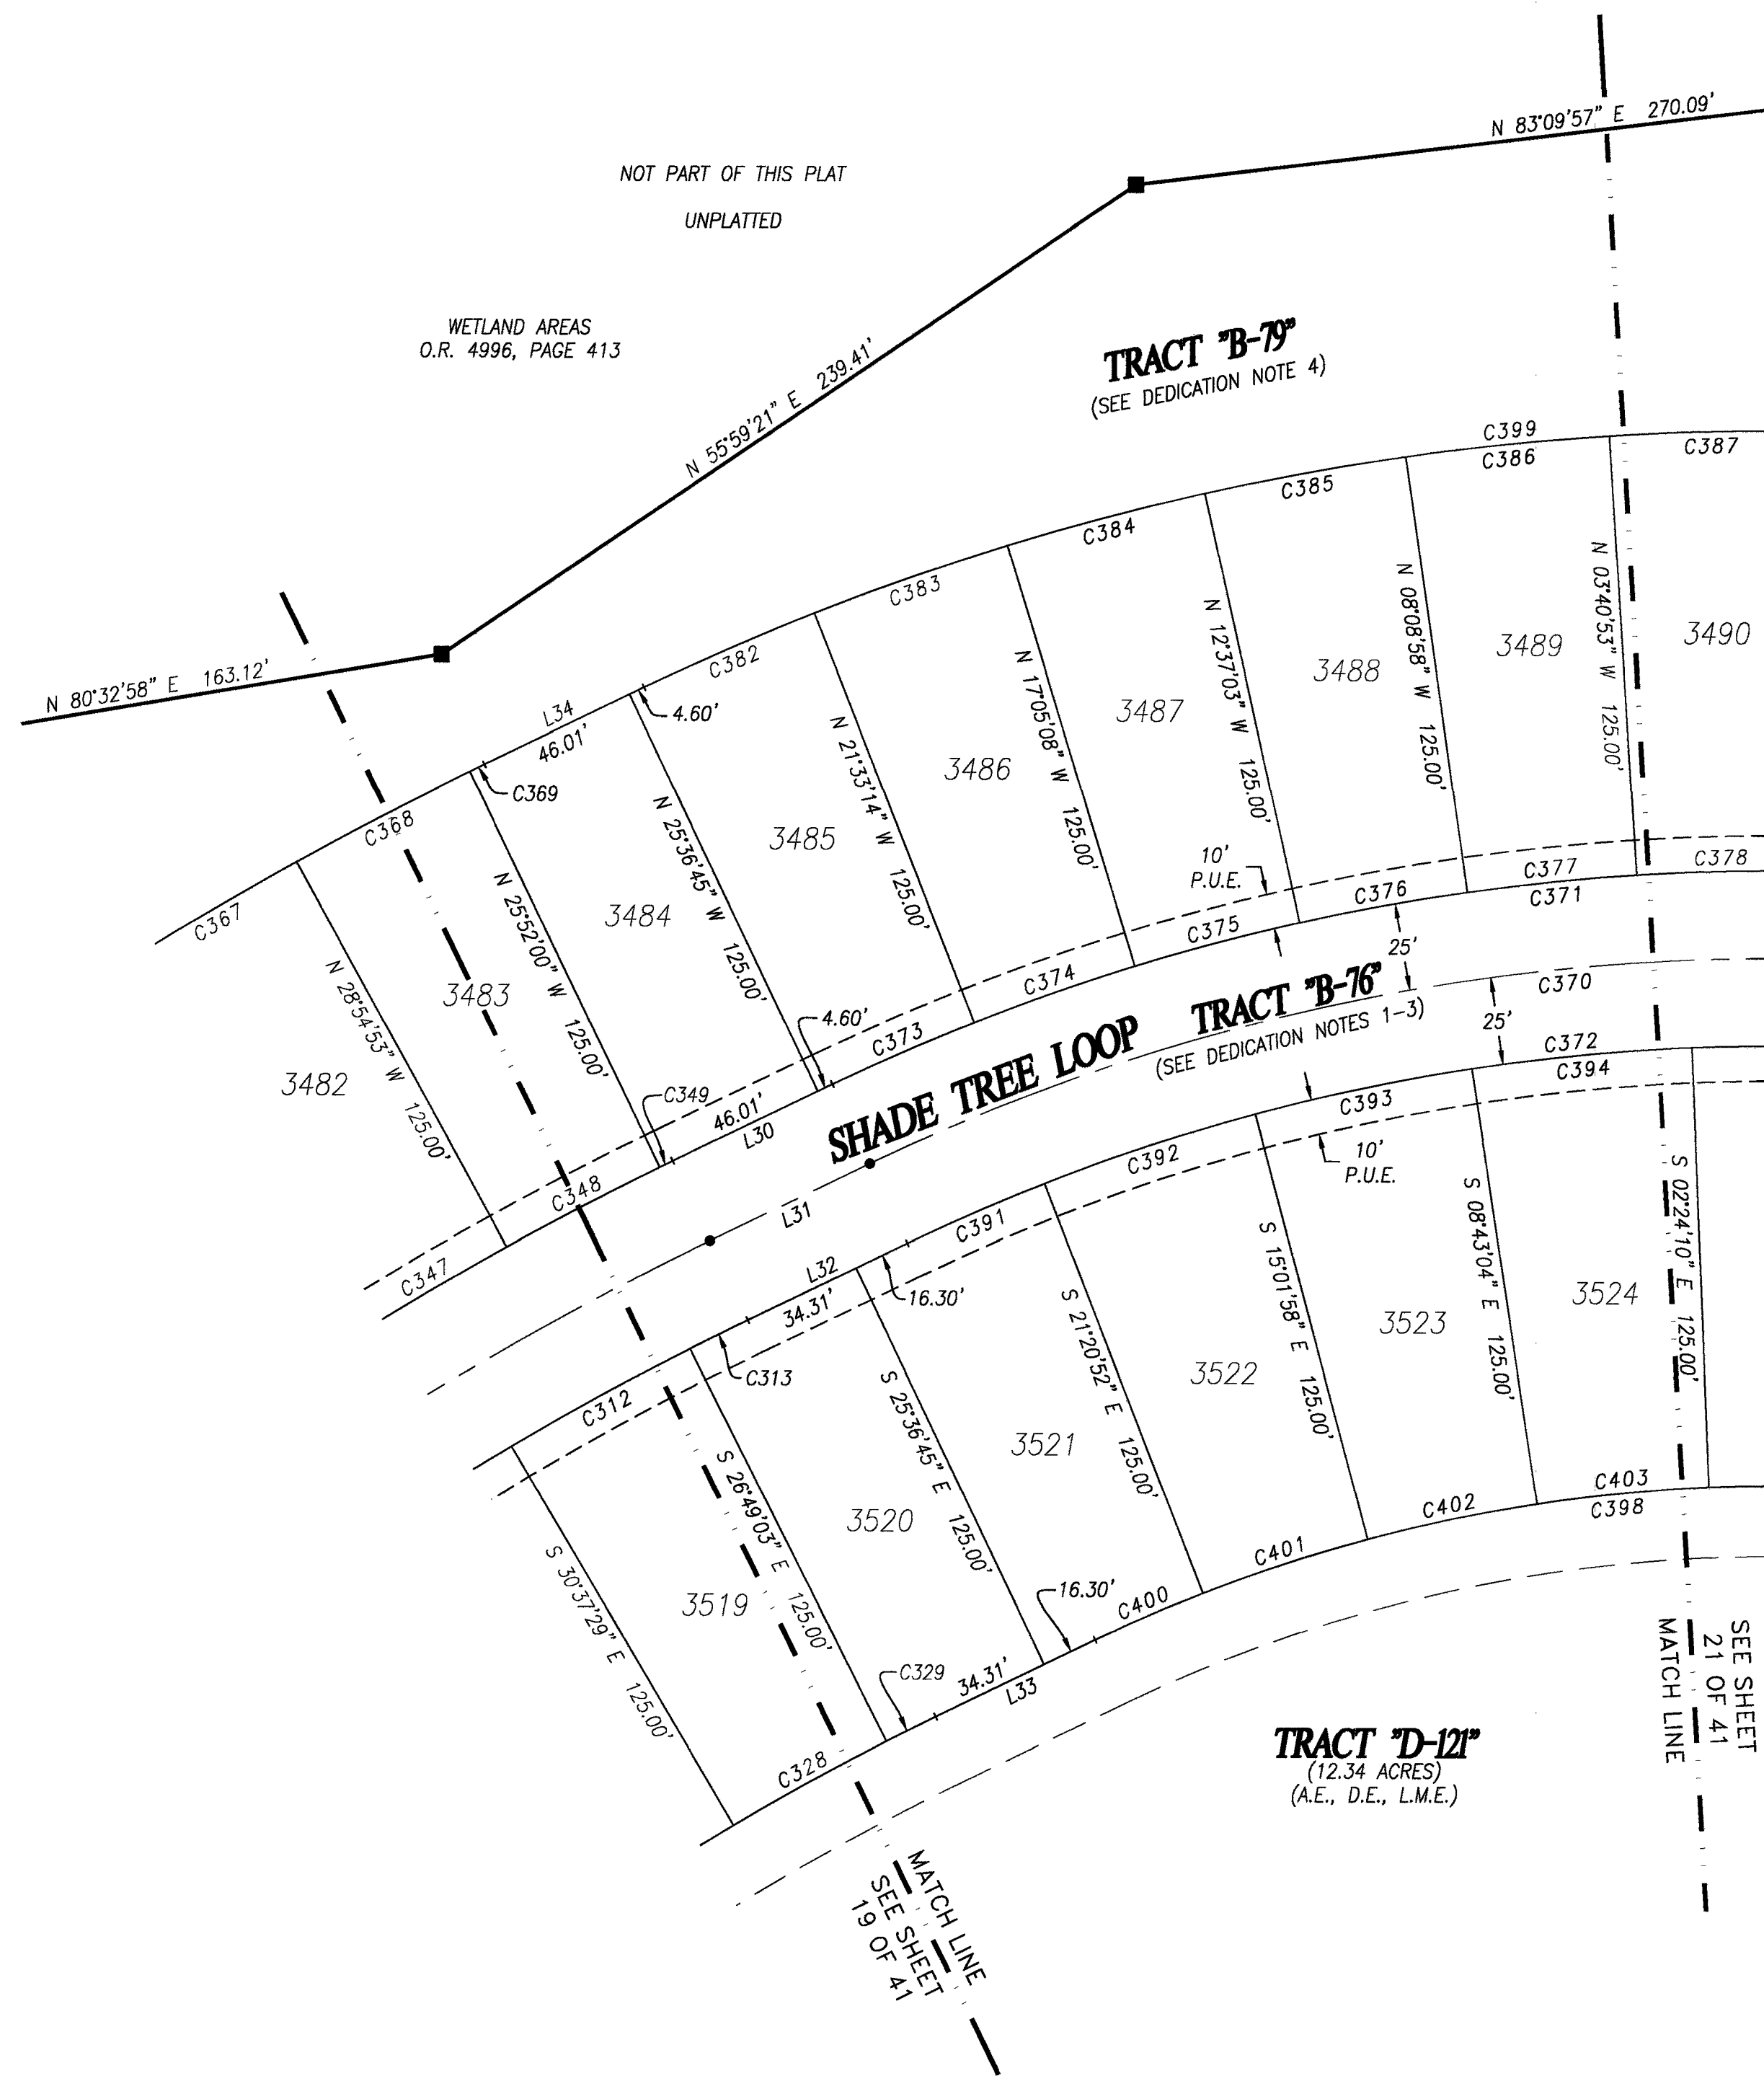 N 83°09'57" E 270.09'
NOT PART OF THIS PLAT
UNPLATTED
WETLAND AREAS
O.R. 4996, PAGE 413
N 55°59'21" E 239.41'
TRACT "B-79"
(SEE DEDICATION NOTE 4)
N 80°32'58" E 163.12'
C399
C386
C387
C385
C384
C383
C382
L34
46.01'
4.60'
C369
C368
C367
N 28°54'53" W 125.00'
N 25°52'00" W 125.00'
N 25°36'45" W 125.00'
N 21°33'14" W 125.00'
N 17°05'08" W 125.00'
N 12°37'03" W 125.00'
N 08°08'58" W 125.00'
N 03°40'53" W 125.00'
3482
3483
3484
3485
3486
3487
3488
3489
3490
10'
P.U.E.
C347
C348
C349
46.01'
L30
4.60'
C373
C374
C375
C376
C377
C371
C378
25'
SHADE TREE LOOP
TRACT "B-76"
(SEE DEDICATION NOTES 1-3)
C370
25'
L31
C372
C394
C393
C392
C391
L32
34.31'
16.30'
C313
C312
10'
P.U.E.
S 30°37'29" E 125.00'
S 26°49'03" E 125.00'
S 25°36'45" E 125.00'
S 21°20'52" E 125.00'
S 15°01'58" E 125.00'
S 08°43'04" E 125.00'
S 02°24'10" E 125.00'
3519
3520
3521
3522
3523
3524
C328
C329
34.31'
L33
16.30'
C400
C401
C402
C403
C398
TRACT "D-121"
(12.34 ACRES)
(A.E., D.E., L.M.E.)
MATCH LINE
SEE SHEET
19 OF 41
SEE SHEET
21 OF 41
MATCH LINE